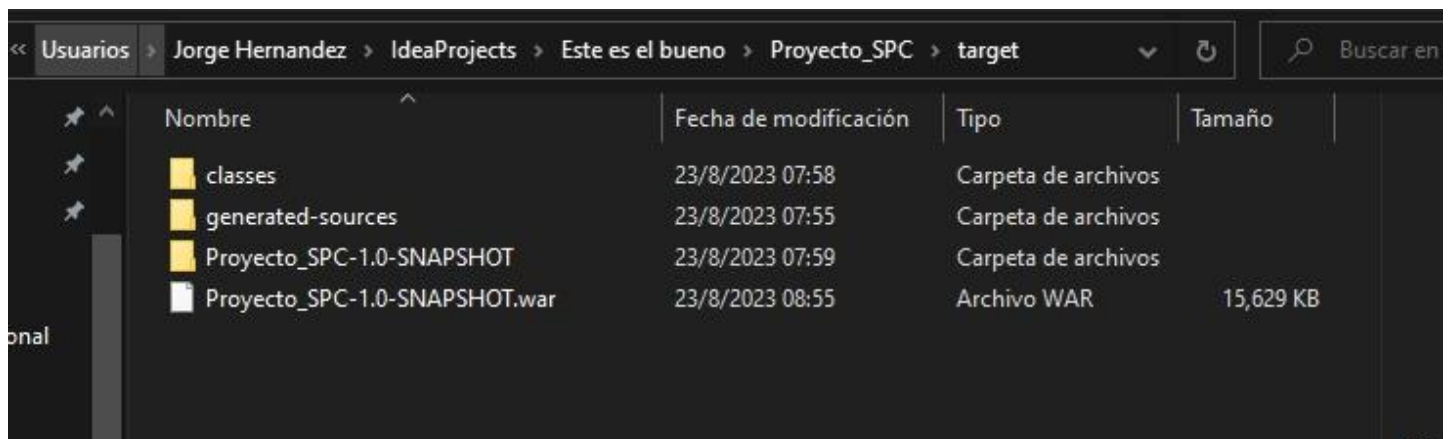 « Usuarios > Jorge Hernandez > IdeaProjects > Este es el bueno > Proyecto_SPC > target Buscar en
Nombre Fecha de modificación Tipo Tamaño
classes 23/8/2023 07:58 Carpeta de archivos
generated-sources 23/8/2023 07:55 Carpeta de archivos
Proyecto_SPC-1.0-SNAPSHOT 23/8/2023 07:59 Carpeta de archivos
Proyecto_SPC-1.0-SNAPSHOT.war 23/8/2023 08:55 Archivo WAR 15,629 KB
onal